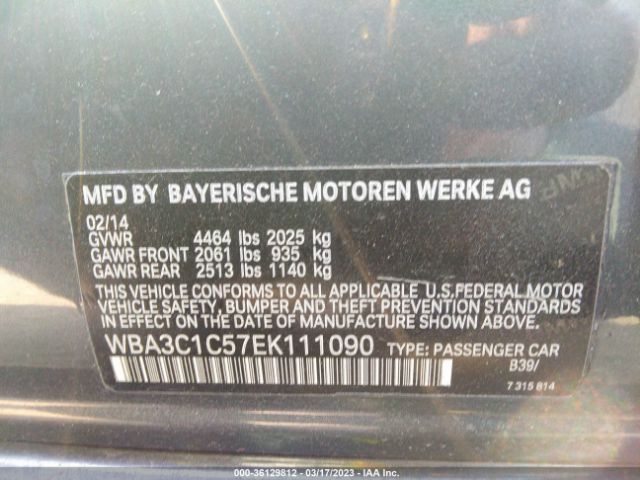 MFD BY BAYERISCHE MOTOREN WERKE AG
02/14
GVWR 4464 lbs 2025 kg
GAWR FRONT 2061 lbs 935 kg
GAWR REAR 2513 lbs 1140 kg
THIS VEHICLE CONFORMS TO ALL APPLICABLE U.S.FEDERAL MOTOR
VEHICLE SAFETY, BUMPER AND THEFT PREVENTION STANDARDS
IN EFFECT ON THE DATE OF MANUFACTURE SHOWN ABOVE.
WBA3C1C57EK111090 TYPE: PASSENGER CAR
B39/
7 315 814
000-36129812 - 03/17/2023 - IAA Inc.